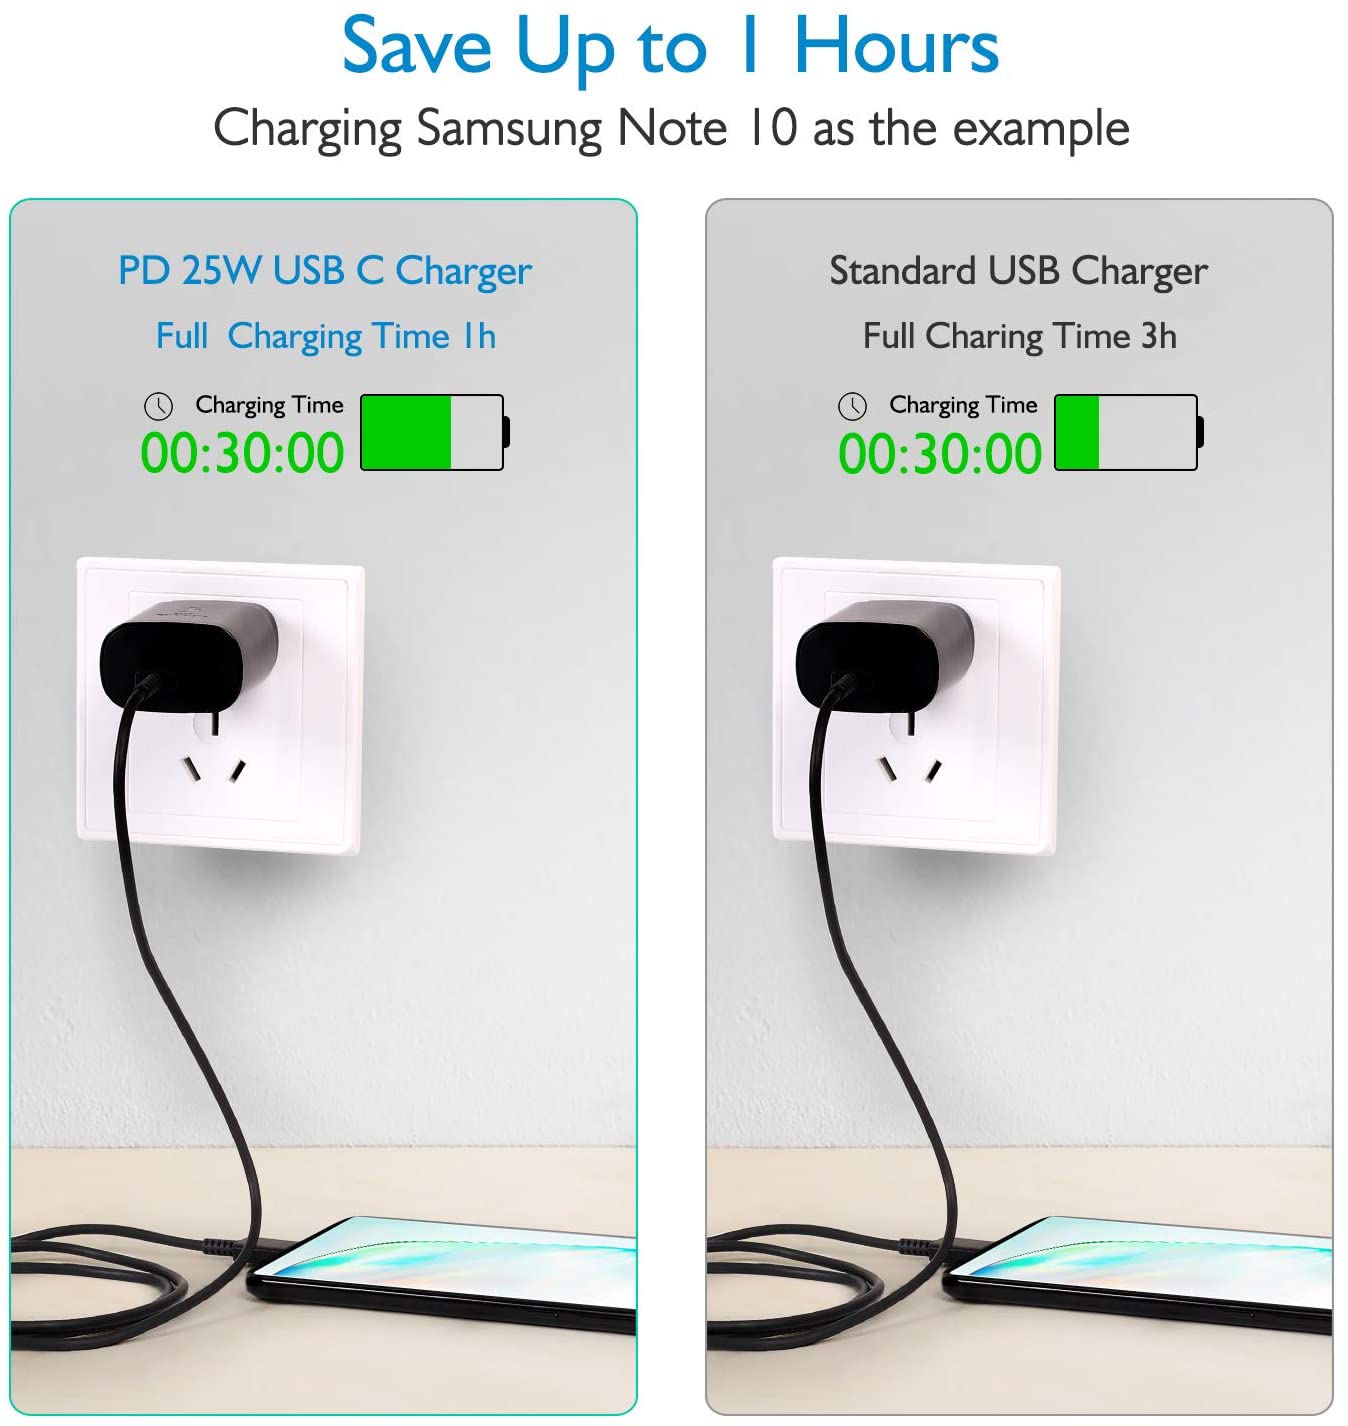 Save Up to 1 Hours
Charging Samsung Note 10 as the example
PD 25W USB C Charger
Full Charging Time 1h
Charging Time
00:30:00
Standard USB Charger
Full Charing Time 3h
Charging Time
00:30:00